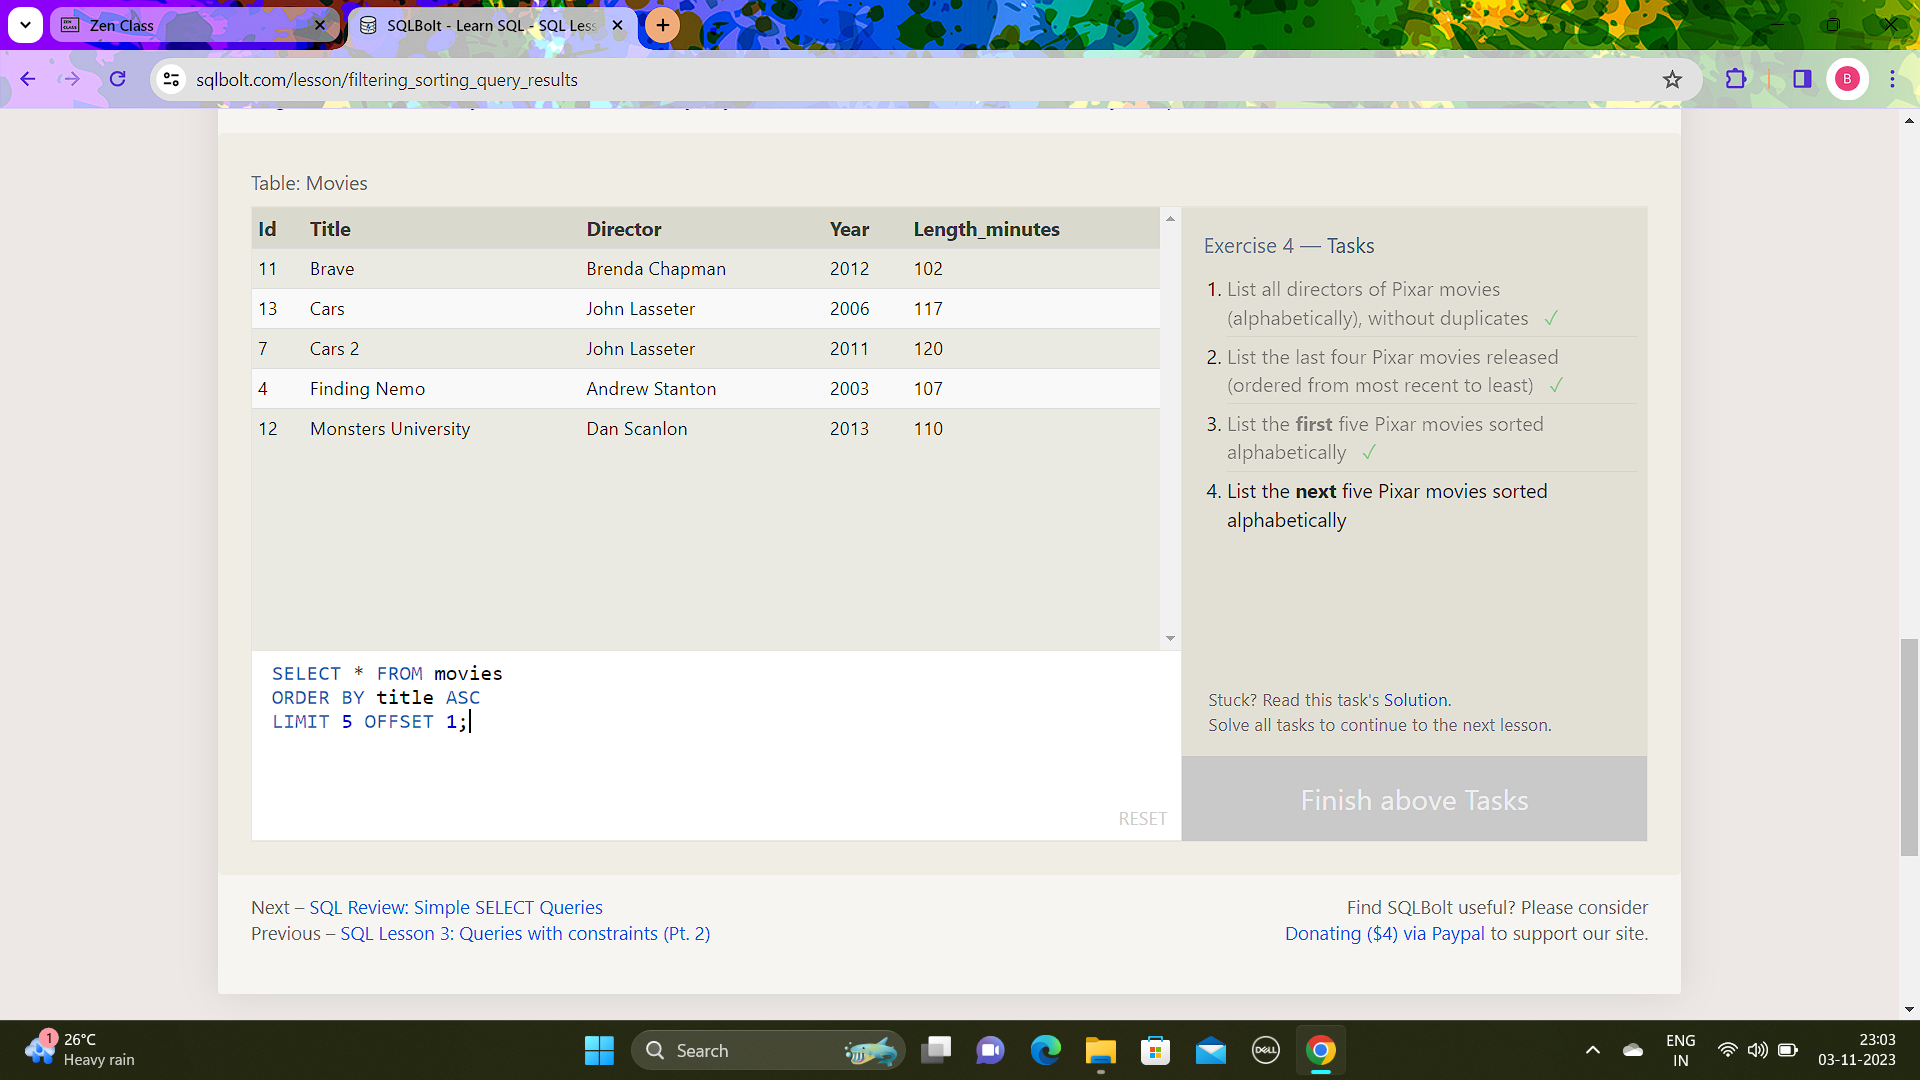 Zen Class
SQLBolt - Learn SQL - SQL Less
sqlbolt.com/lesson/filtering_sorting_query_results
B
Table: Movies
Id Title Director Year Length_minutes
11 Brave Brenda Chapman 2012 102
13 Cars John Lasseter 2006 117
7 Cars 2 John Lasseter 2011 120
4 Finding Nemo Andrew Stanton 2003 107
12 Monsters University Dan Scanlon 2013 110
Exercise 4 — Tasks
1. List all directors of Pixar movies
(alphabetically), without duplicates ✓
2. List the last four Pixar movies released
(ordered from most recent to least) ✓
3. List the first five Pixar movies sorted
alphabetically ✓
4. List the next five Pixar movies sorted
alphabetically
SELECT * FROM movies
ORDER BY title ASC
LIMIT 5 OFFSET 1;
RESET
Stuck? Read this task's Solution.
Solve all tasks to continue to the next lesson.
Finish above Tasks
Next – SQL Review: Simple SELECT Queries
Previous – SQL Lesson 3: Queries with constraints (Pt. 2)
Find SQLBolt useful? Please consider
Donating ($4) via Paypal to support our site.
1
26°C
Heavy rain
Search
DELL
ENG
IN
23:03
03-11-2023